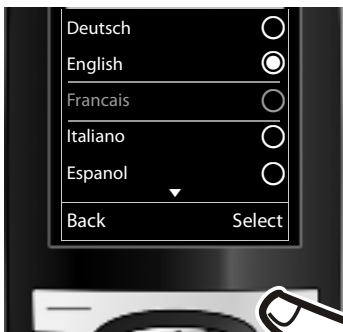 Deutsch
English
Francais
Italiano
Espanol
Back Select